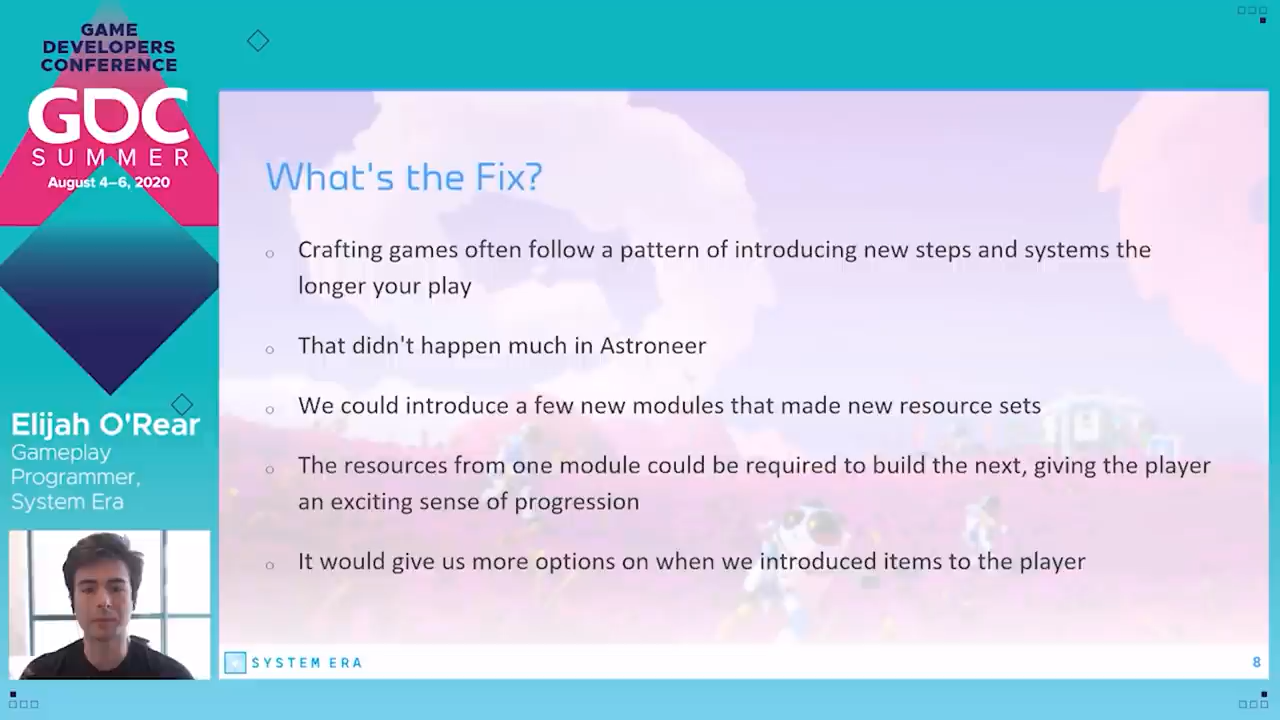 GAME
DEVELOPERS
CONFERENCE
GDC
SUMMER
August 4–6, 2020
Elijah O'Rear
Gameplay
Programmer,
System Era
What's the Fix?
Crafting games often follow a pattern of introducing new steps and systems the
longer your play
That didn't happen much in Astroneer
We could introduce a few new modules that made new resource sets
The resources from one module could be required to build the next, giving the player
an exciting sense of progression
It would give us more options on when we introduced items to the player
SYSTEM ERA
8